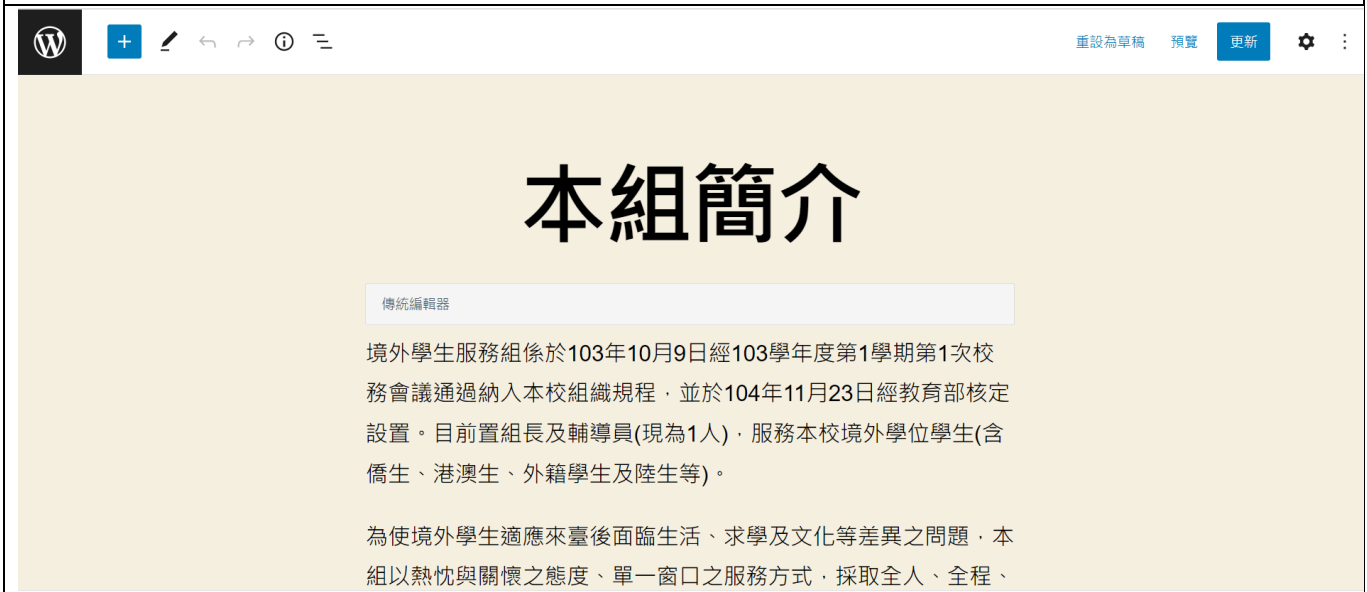 重設為草稿 預覽 更新
本組簡介
傳統編輯器
境外學生服務組係於103年10月9日經103學年度第1學期第1次校
務會議通過納入本校組織規程，並於104年11月23日經教育部核定
設置。目前置組長及輔導員(現為1人)，服務本校境外學位學生(含
僑生、港澳生、外籍學生及陸生等)。
為使境外學生適應來臺後面臨生活、求學及文化等差異之問題，本
組以熱忱與關懷之態度、單一窗口之服務方式，採取全人、全程、